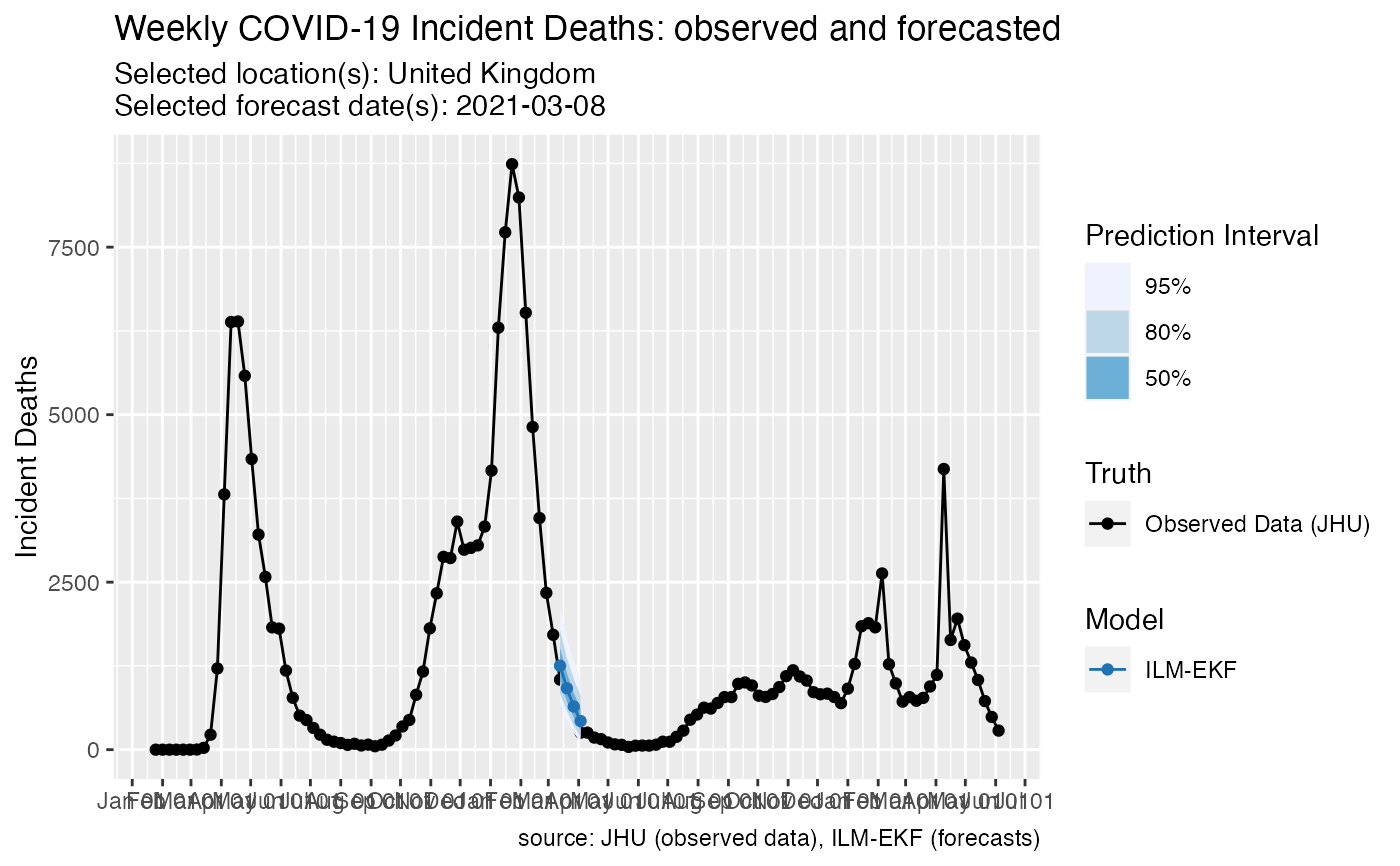 Weekly COVID-19 Incident Deaths: observed and forecasted
Selected location(s): United Kingdom
Selected forecast date(s): 2021-03-08
Incident Deaths
7500
5000
2500
0
Prediction Interval
95%
80%
50%
Truth
Observed Data (JHU)
Model
ILM-EKF
source: JHU (observed data), ILM-EKF (forecasts)